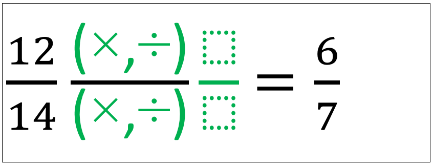 12 (×,÷) ⬚ = 6
14 (×,÷) ⬚ 7